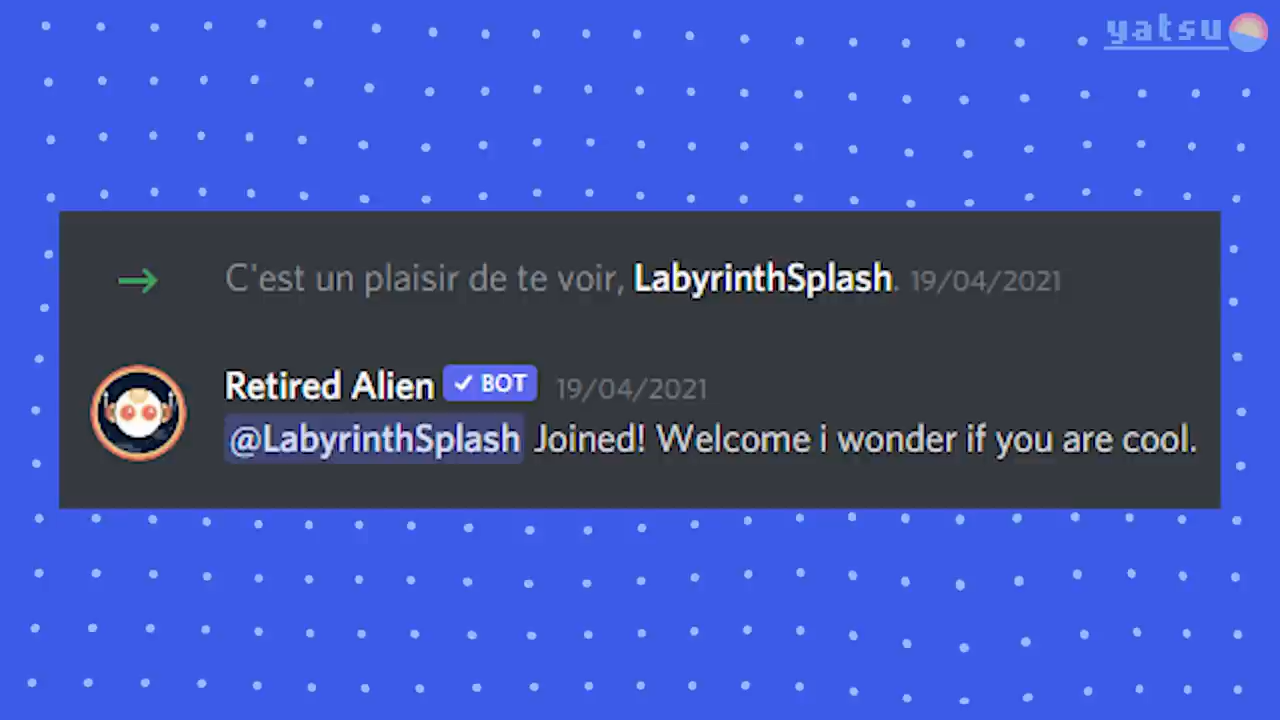 yatsu
C'est un plaisir de te voir, LabyrinthSplash. 19/04/2021
Retired Alien ✓ BOT 19/04/2021
@LabyrinthSplash Joined! Welcome i wonder if you are cool.